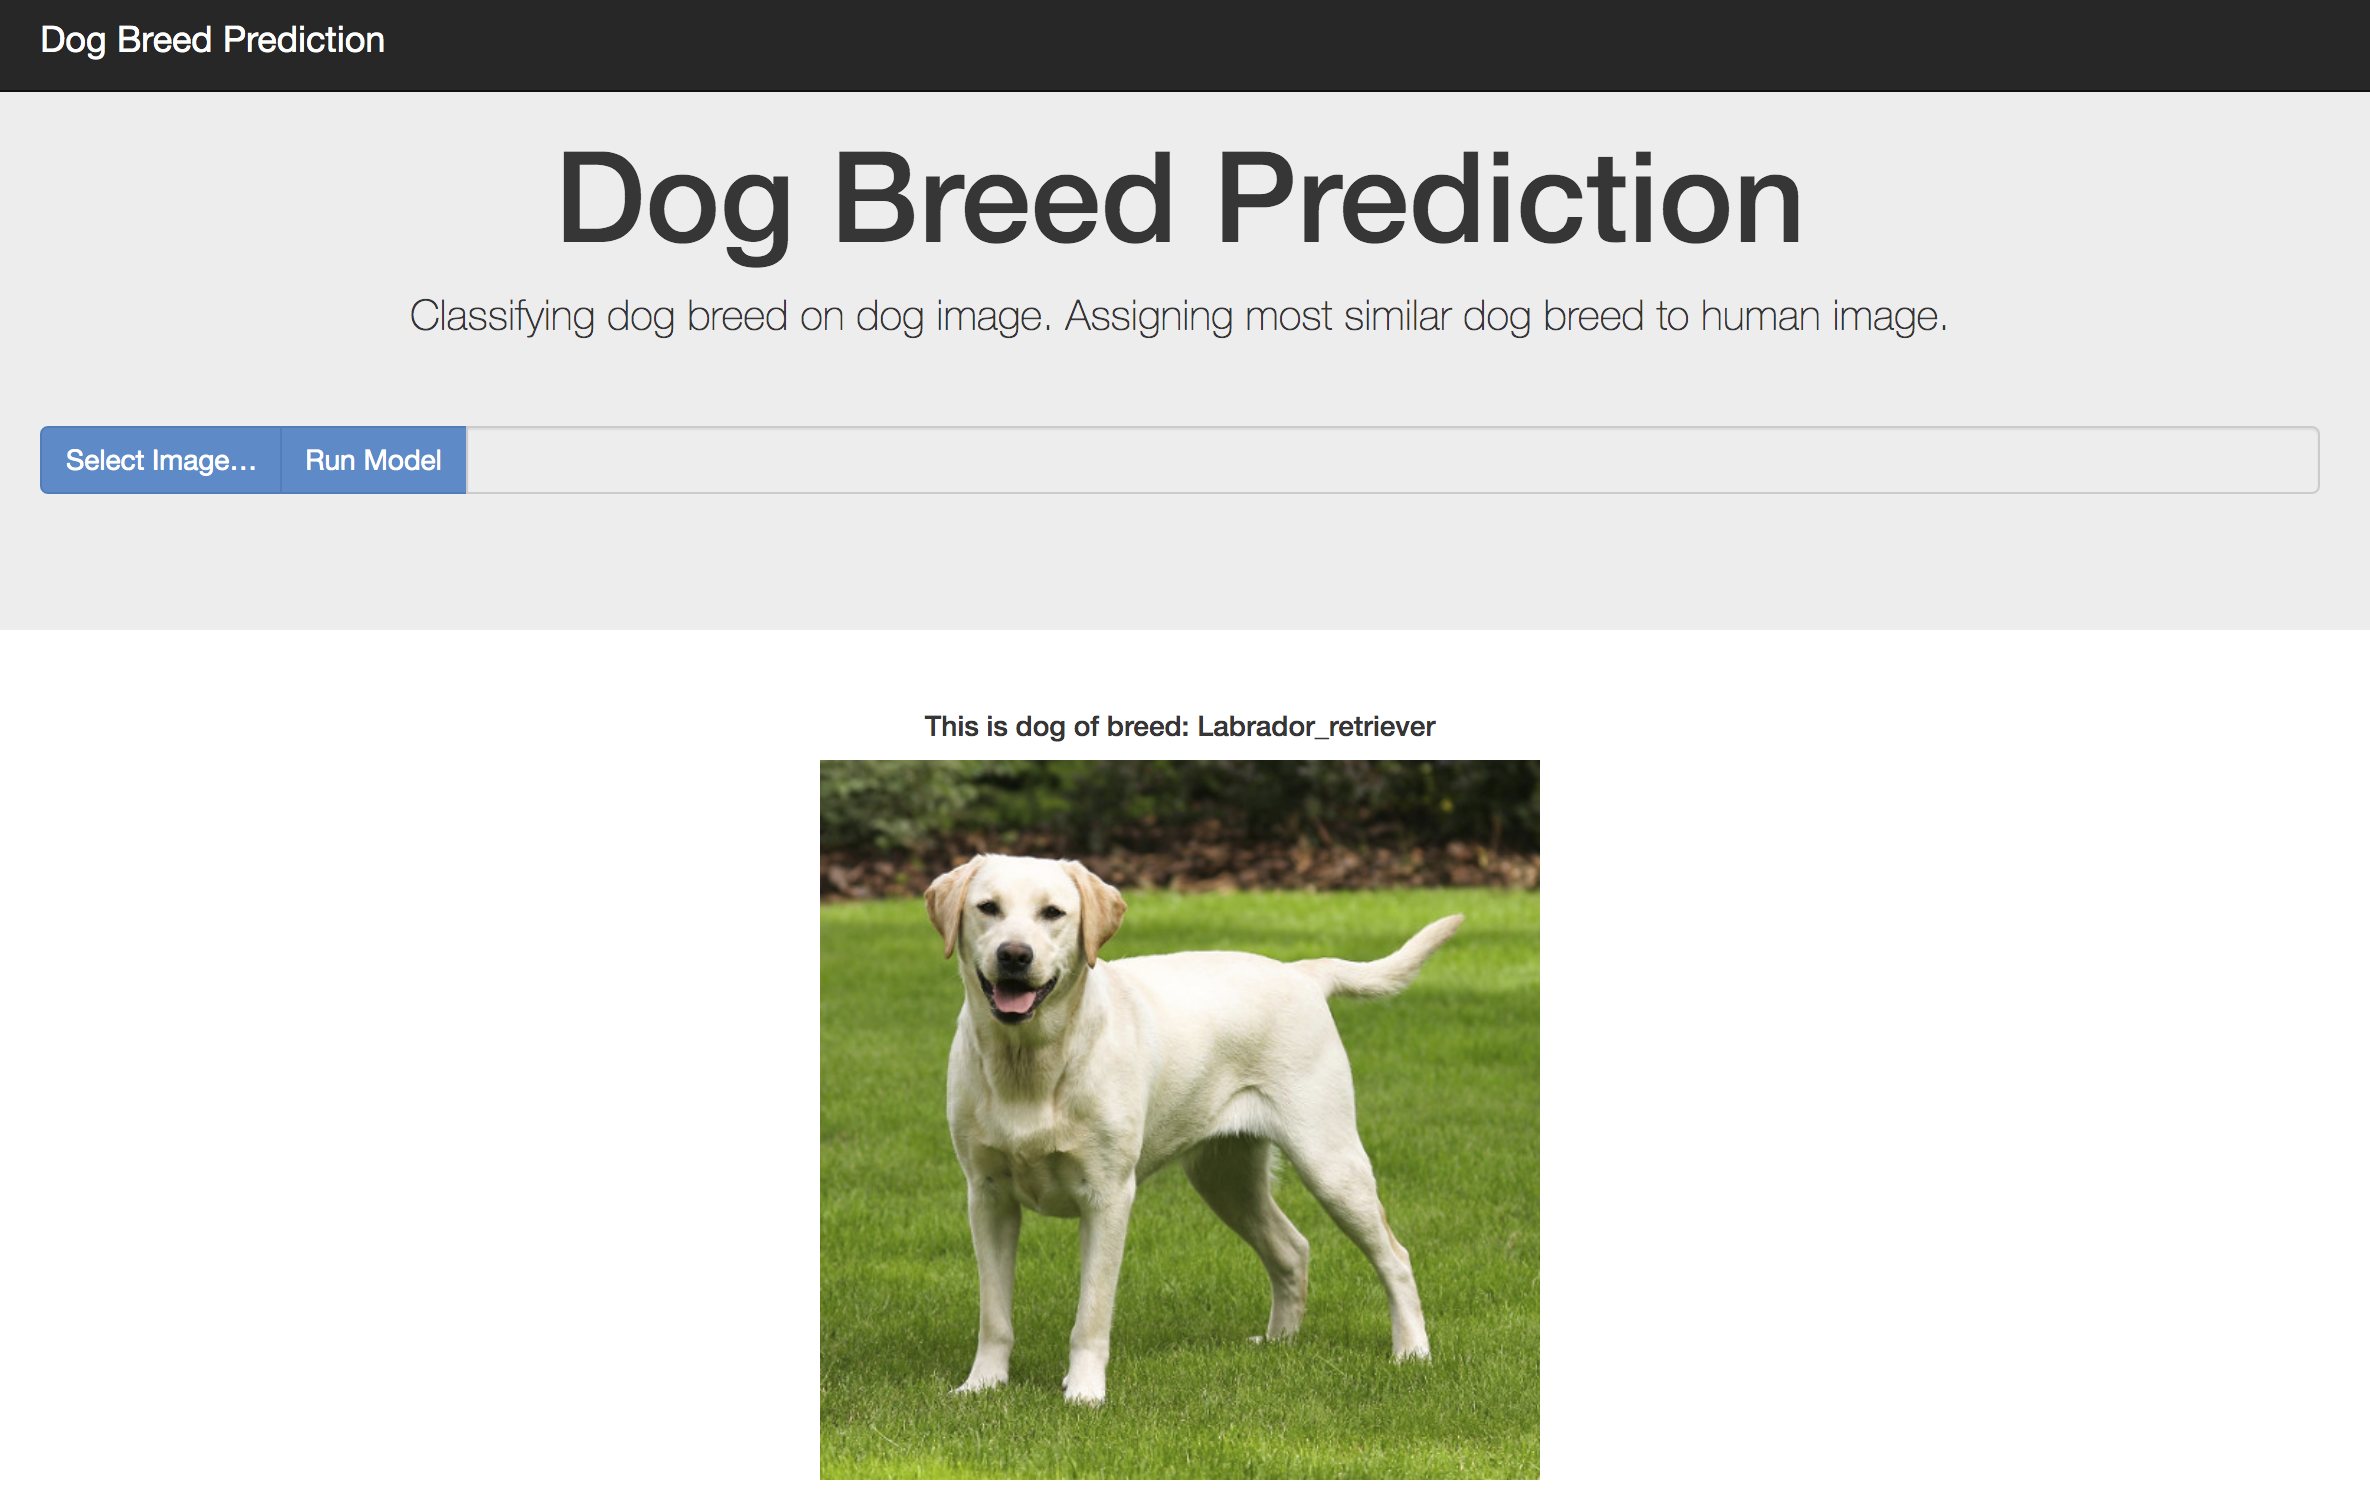 Dog Breed Prediction
Dog Breed Prediction
Classifying dog breed on dog image. Assigning most similar dog breed to human image.
Select Image...
Run Model
This is dog of breed: Labrador_retriever